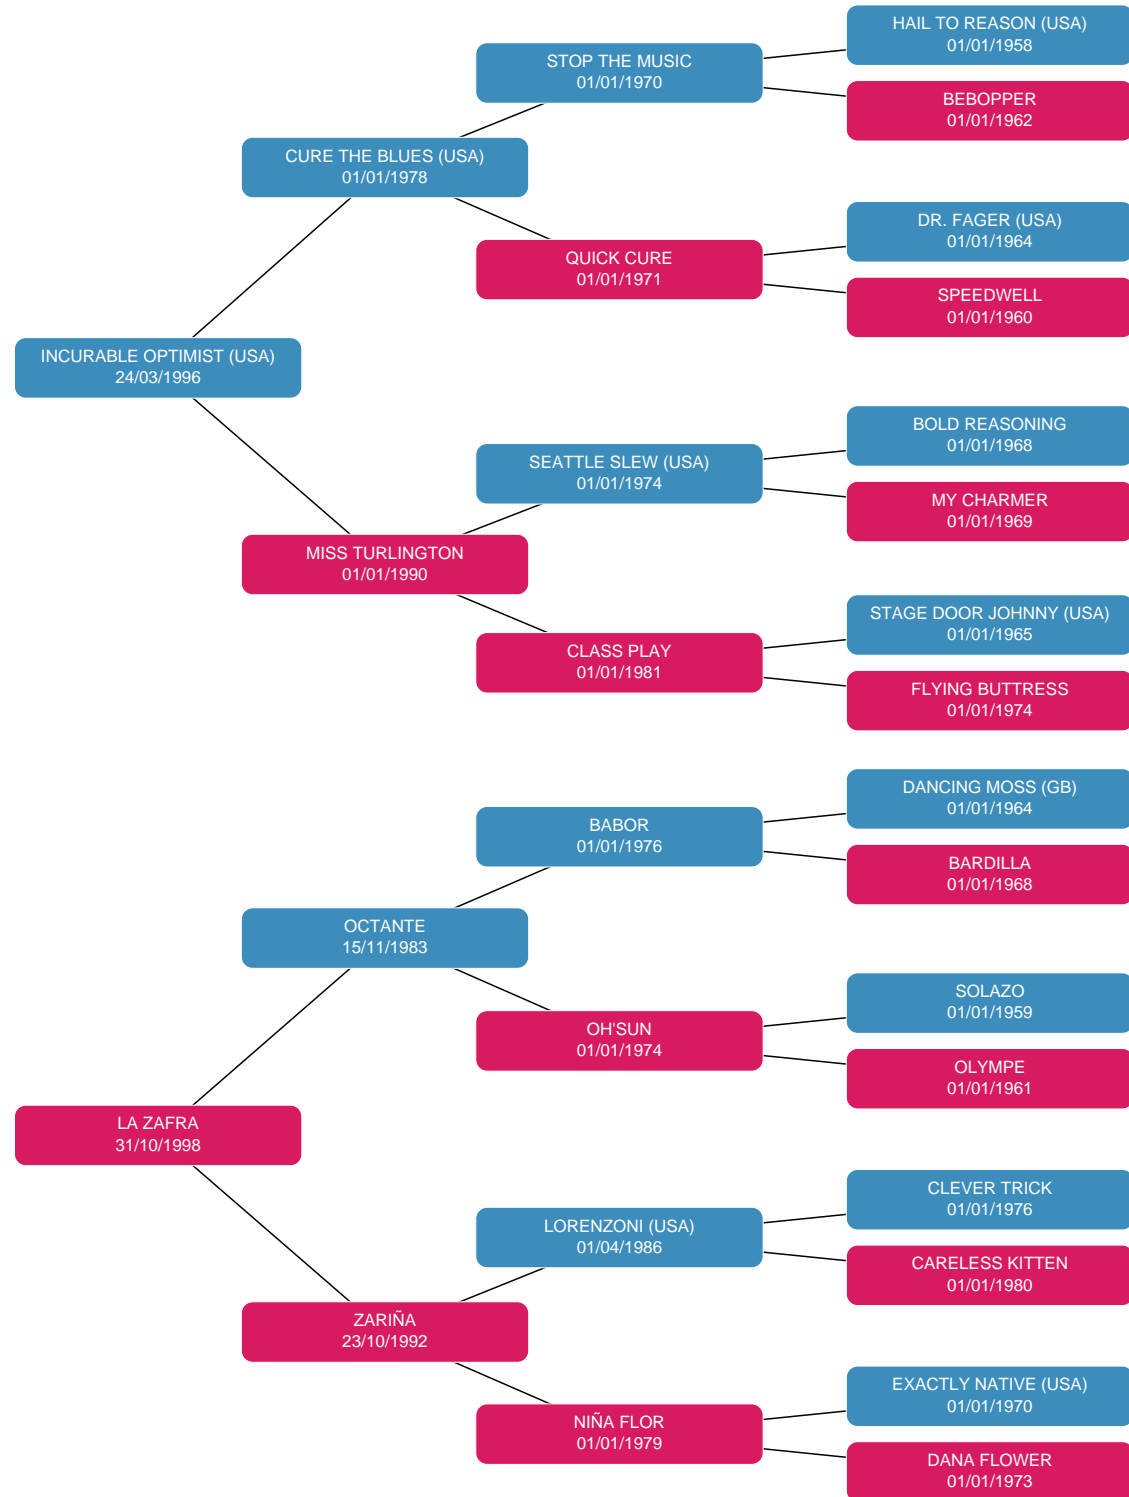 HAIL TO REASON (USA)
01/01/1958
STOP THE MUSIC
01/01/1970
BEBOPPER
01/01/1962
CURE THE BLUES (USA)
01/01/1978
DR. FAGER (USA)
01/01/1964
QUICK CURE
01/01/1971
SPEEDWELL
01/01/1960
INCURABLE OPTIMIST (USA)
24/03/1996
BOLD REASONING
01/01/1968
SEATTLE SLEW (USA)
01/01/1974
MY CHARMER
01/01/1969
MISS TURLINGTON
01/01/1990
STAGE DOOR JOHNNY (USA)
01/01/1965
CLASS PLAY
01/01/1981
FLYING BUTTRESS
01/01/1974
DANCING MOSS (GB)
01/01/1964
BABOR
01/01/1976
BARDILLA
01/01/1968
OCTANTE
15/11/1983
SOLAZO
01/01/1959
OH'SUN
01/01/1974
OLYMPE
01/01/1961
LA ZAFRA
31/10/1998
CLEVER TRICK
01/01/1976
LORENZONI (USA)
01/04/1986
CARELESS KITTEN
01/01/1980
ZARIÑA
23/10/1992
EXACTLY NATIVE (USA)
01/01/1970
NIÑA FLOR
01/01/1979
DANA FLOWER
01/01/1973